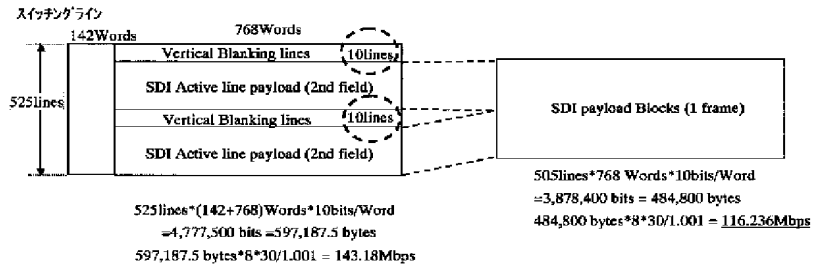 スイッチングライン
142Words
768Words
Vertical Blanking lines
10lines
SDI Active line payload (2nd field)
525lines
Vertical Blanking lines
10lines
SDI Active line payload (2nd field)
SDI payload Blocks (1 frame)
525lines*(142+768)Words*10bits/Word
=4,777,500 bits =597,187.5 bytes
597,187.5 bytes*8*30/1.001 = 143.18Mbps
505lines*768 Words*10bits/Word
=3,878,400 bits = 484,800 bytes
484,800 bytes*8*30/1.001 = 116.236Mbps